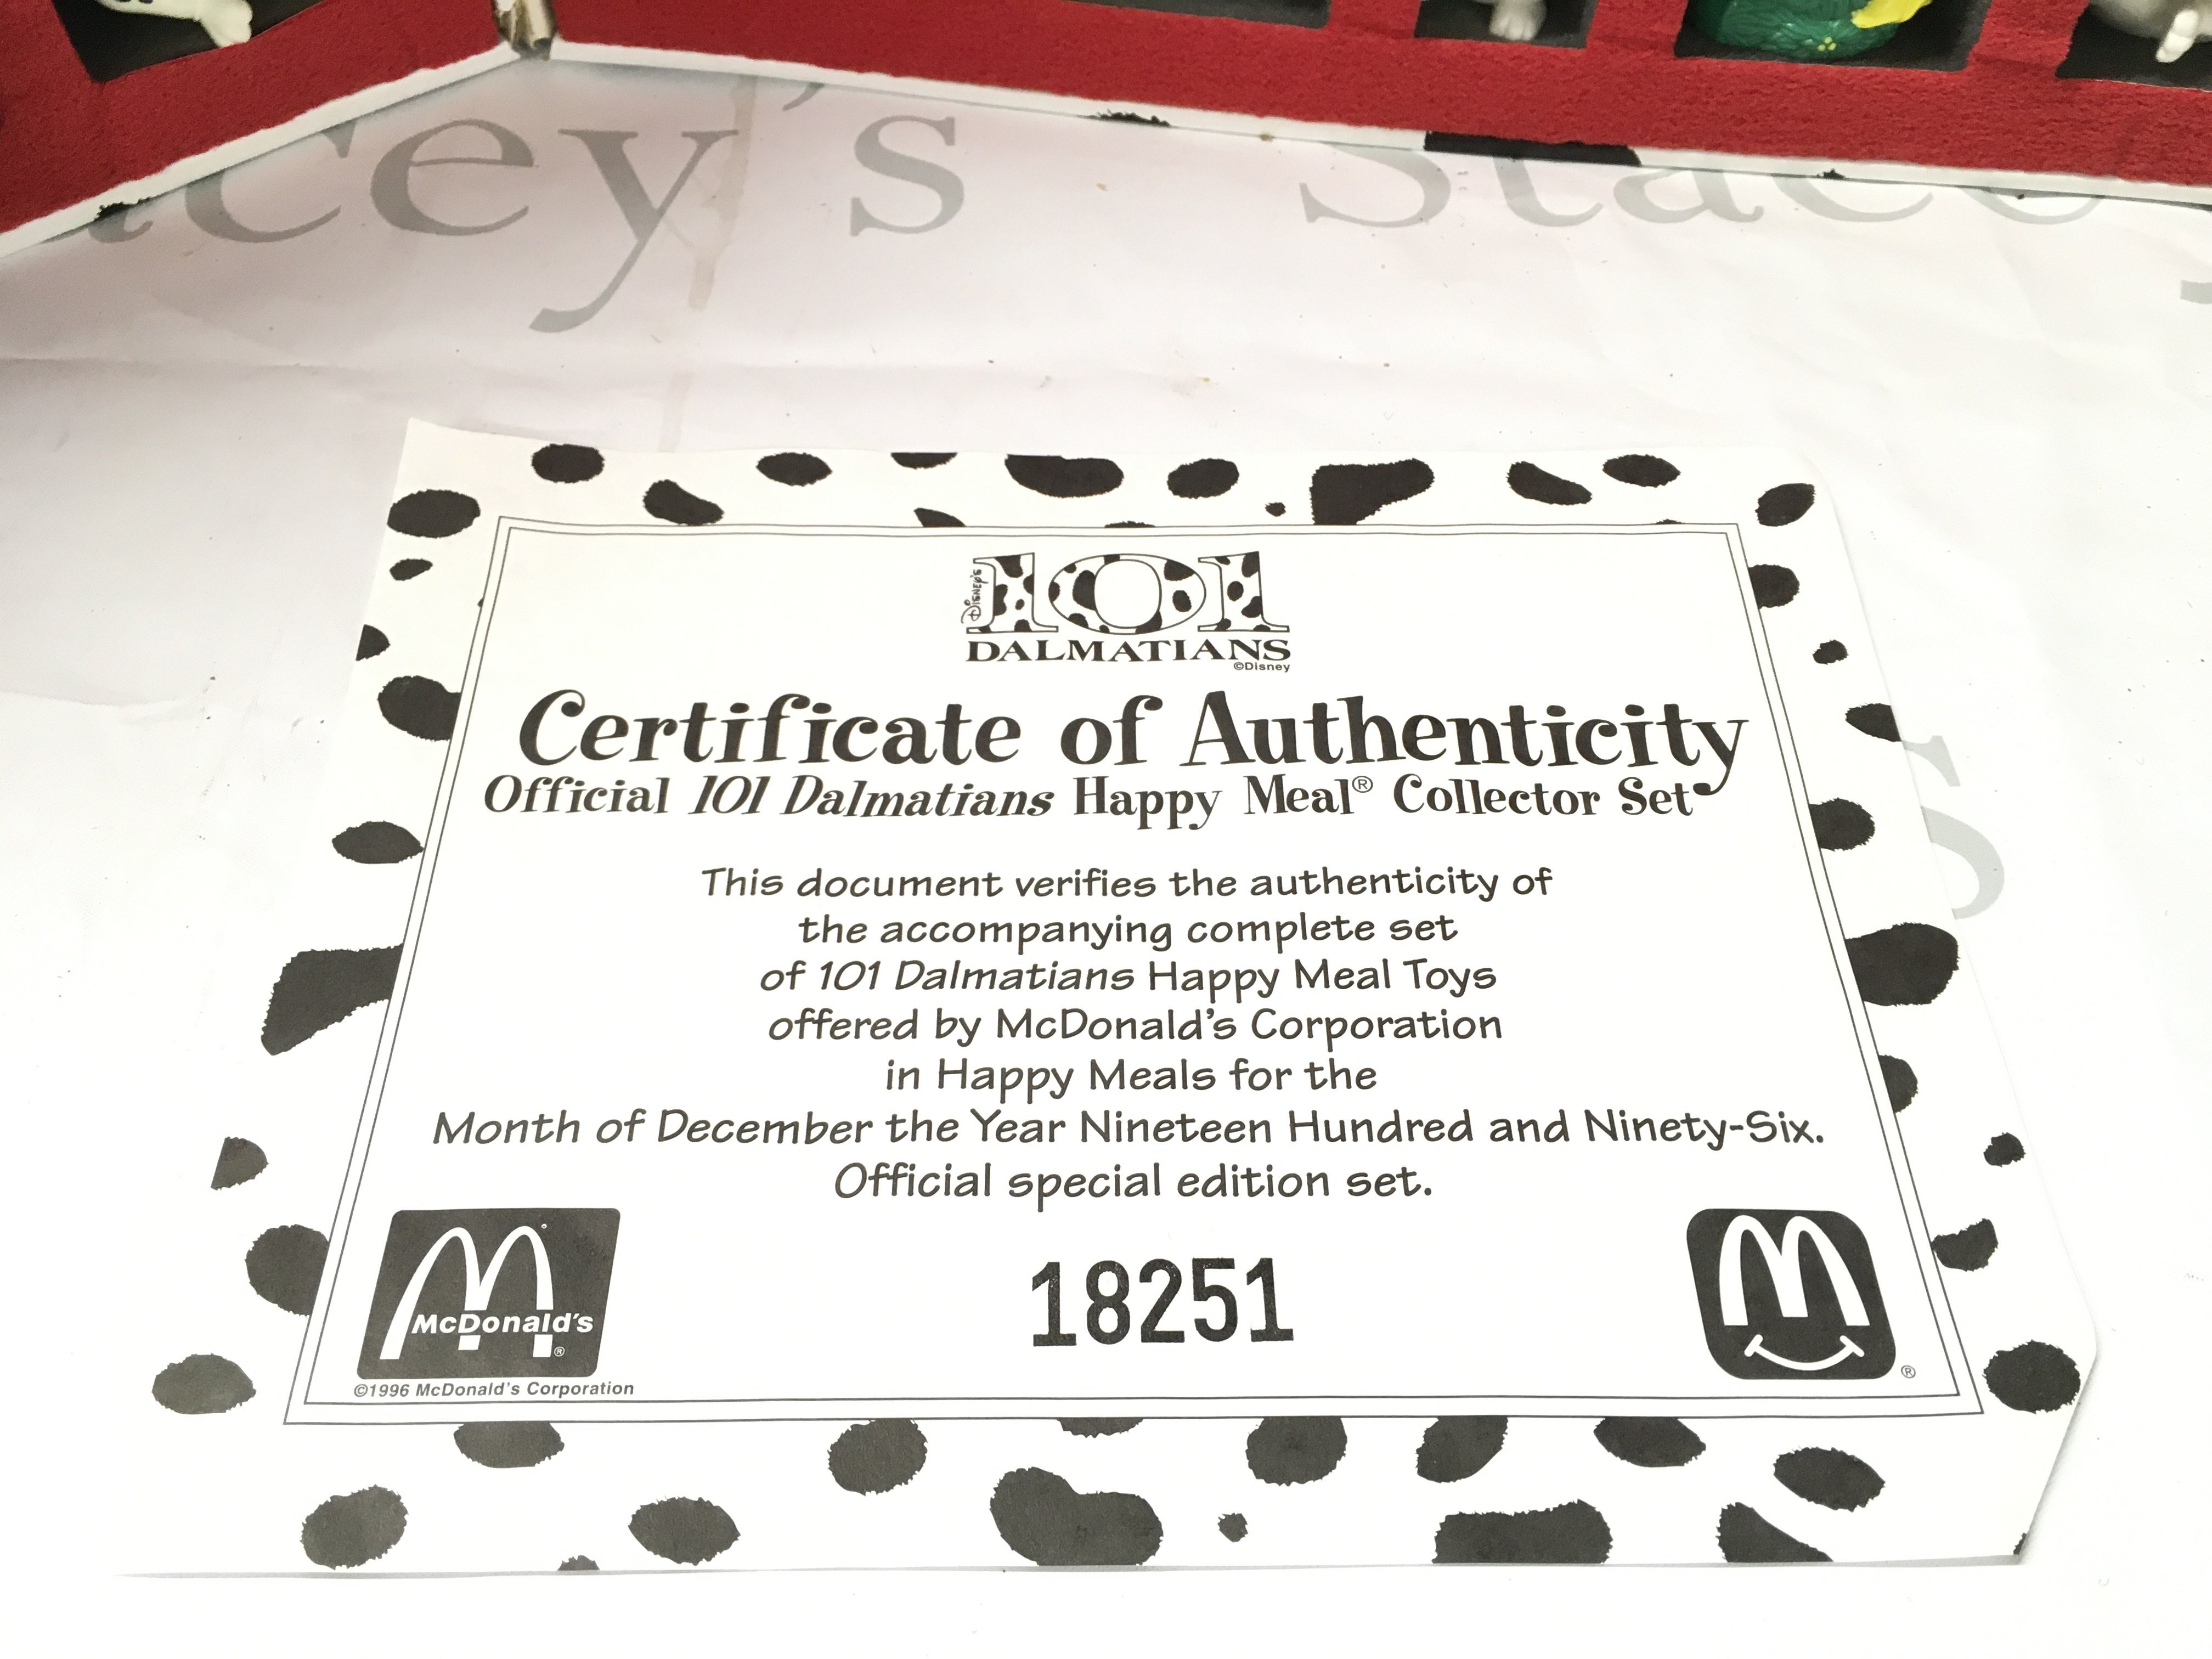 cey's Stace
DISNEY'S
101
DALMATIANS
©Disney
Certificate of Authenticity
Official 101 Dalmatians Happy Meal® Collector Set
This document verifies the authenticity of
the accompanying complete set
of 101 Dalmatians Happy Meal Toys
offered by McDonald's Corporation
in Happy Meals for the
Month of December the Year Nineteen Hundred and Ninety-Six.
Official special edition set.
McDonald's
®
18251
®
©1996 McDonald's Corporation